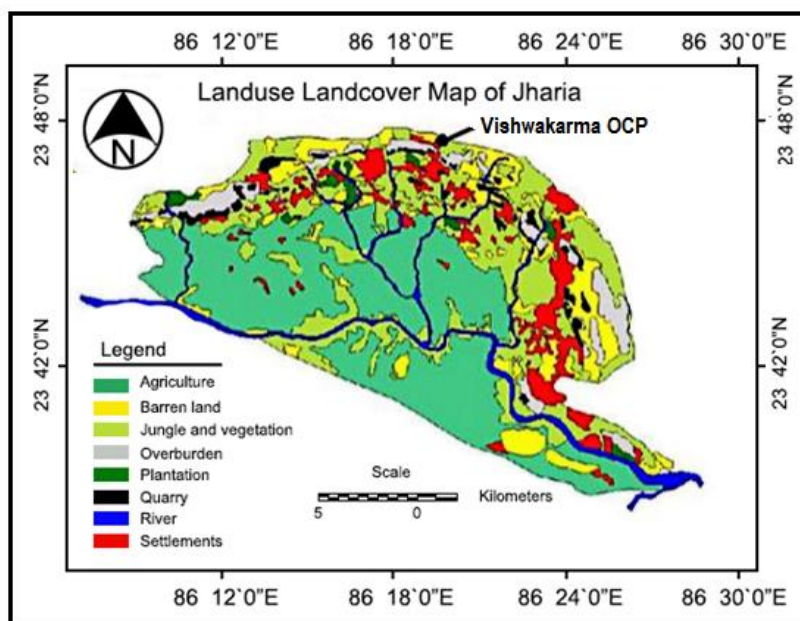 86 12`0"E 86 18`0"E 86 24`0"E 86 30`0"E
Landuse Landcover Map of Jharia
Vishwakarma OCP
N
23 48`0"N
23 48`0"N
23 42`0"N
23 42`0"N
Legend
Agriculture
Barren land
Jungle and vegetation
Overburden
Plantation
Quarry
River
Settlements
Scale
Kilometers
5 0
86 12`0"E 86 18`0"E 86 24`0"E 86 30`0"E